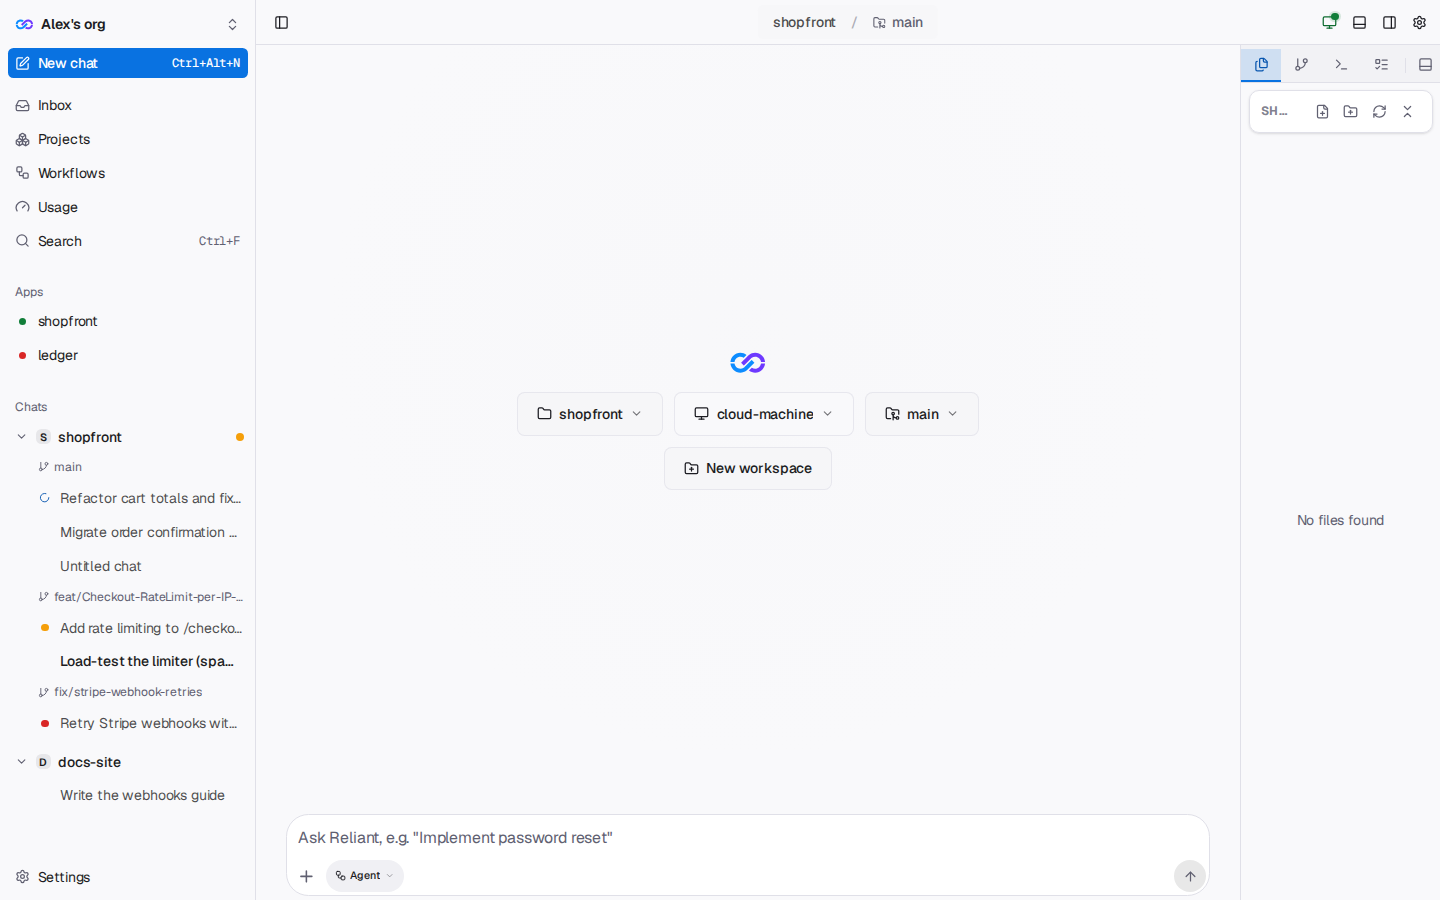 Alex's org
New chat Ctrl+Alt+N
Inbox
Projects
Workflows
Usage
Search Ctrl+F
Apps
shopfront
ledger
Chats
S shopfront
main
Refactor cart totals and fix...
Migrate order confirmation ...
Untitled chat
feat/Checkout-RateLimit-per-IP-...
Add rate limiting to /checko...
Load-test the limiter (spa...
fix/stripe-webhook-retries
Retry Stripe webhooks wit...
D docs-site
Write the webhooks guide
Settings
shopfront / main
shopfront
cloud-machine
main
New workspace
Ask Reliant, e.g. "Implement password reset"
Agent
SH...
No files found